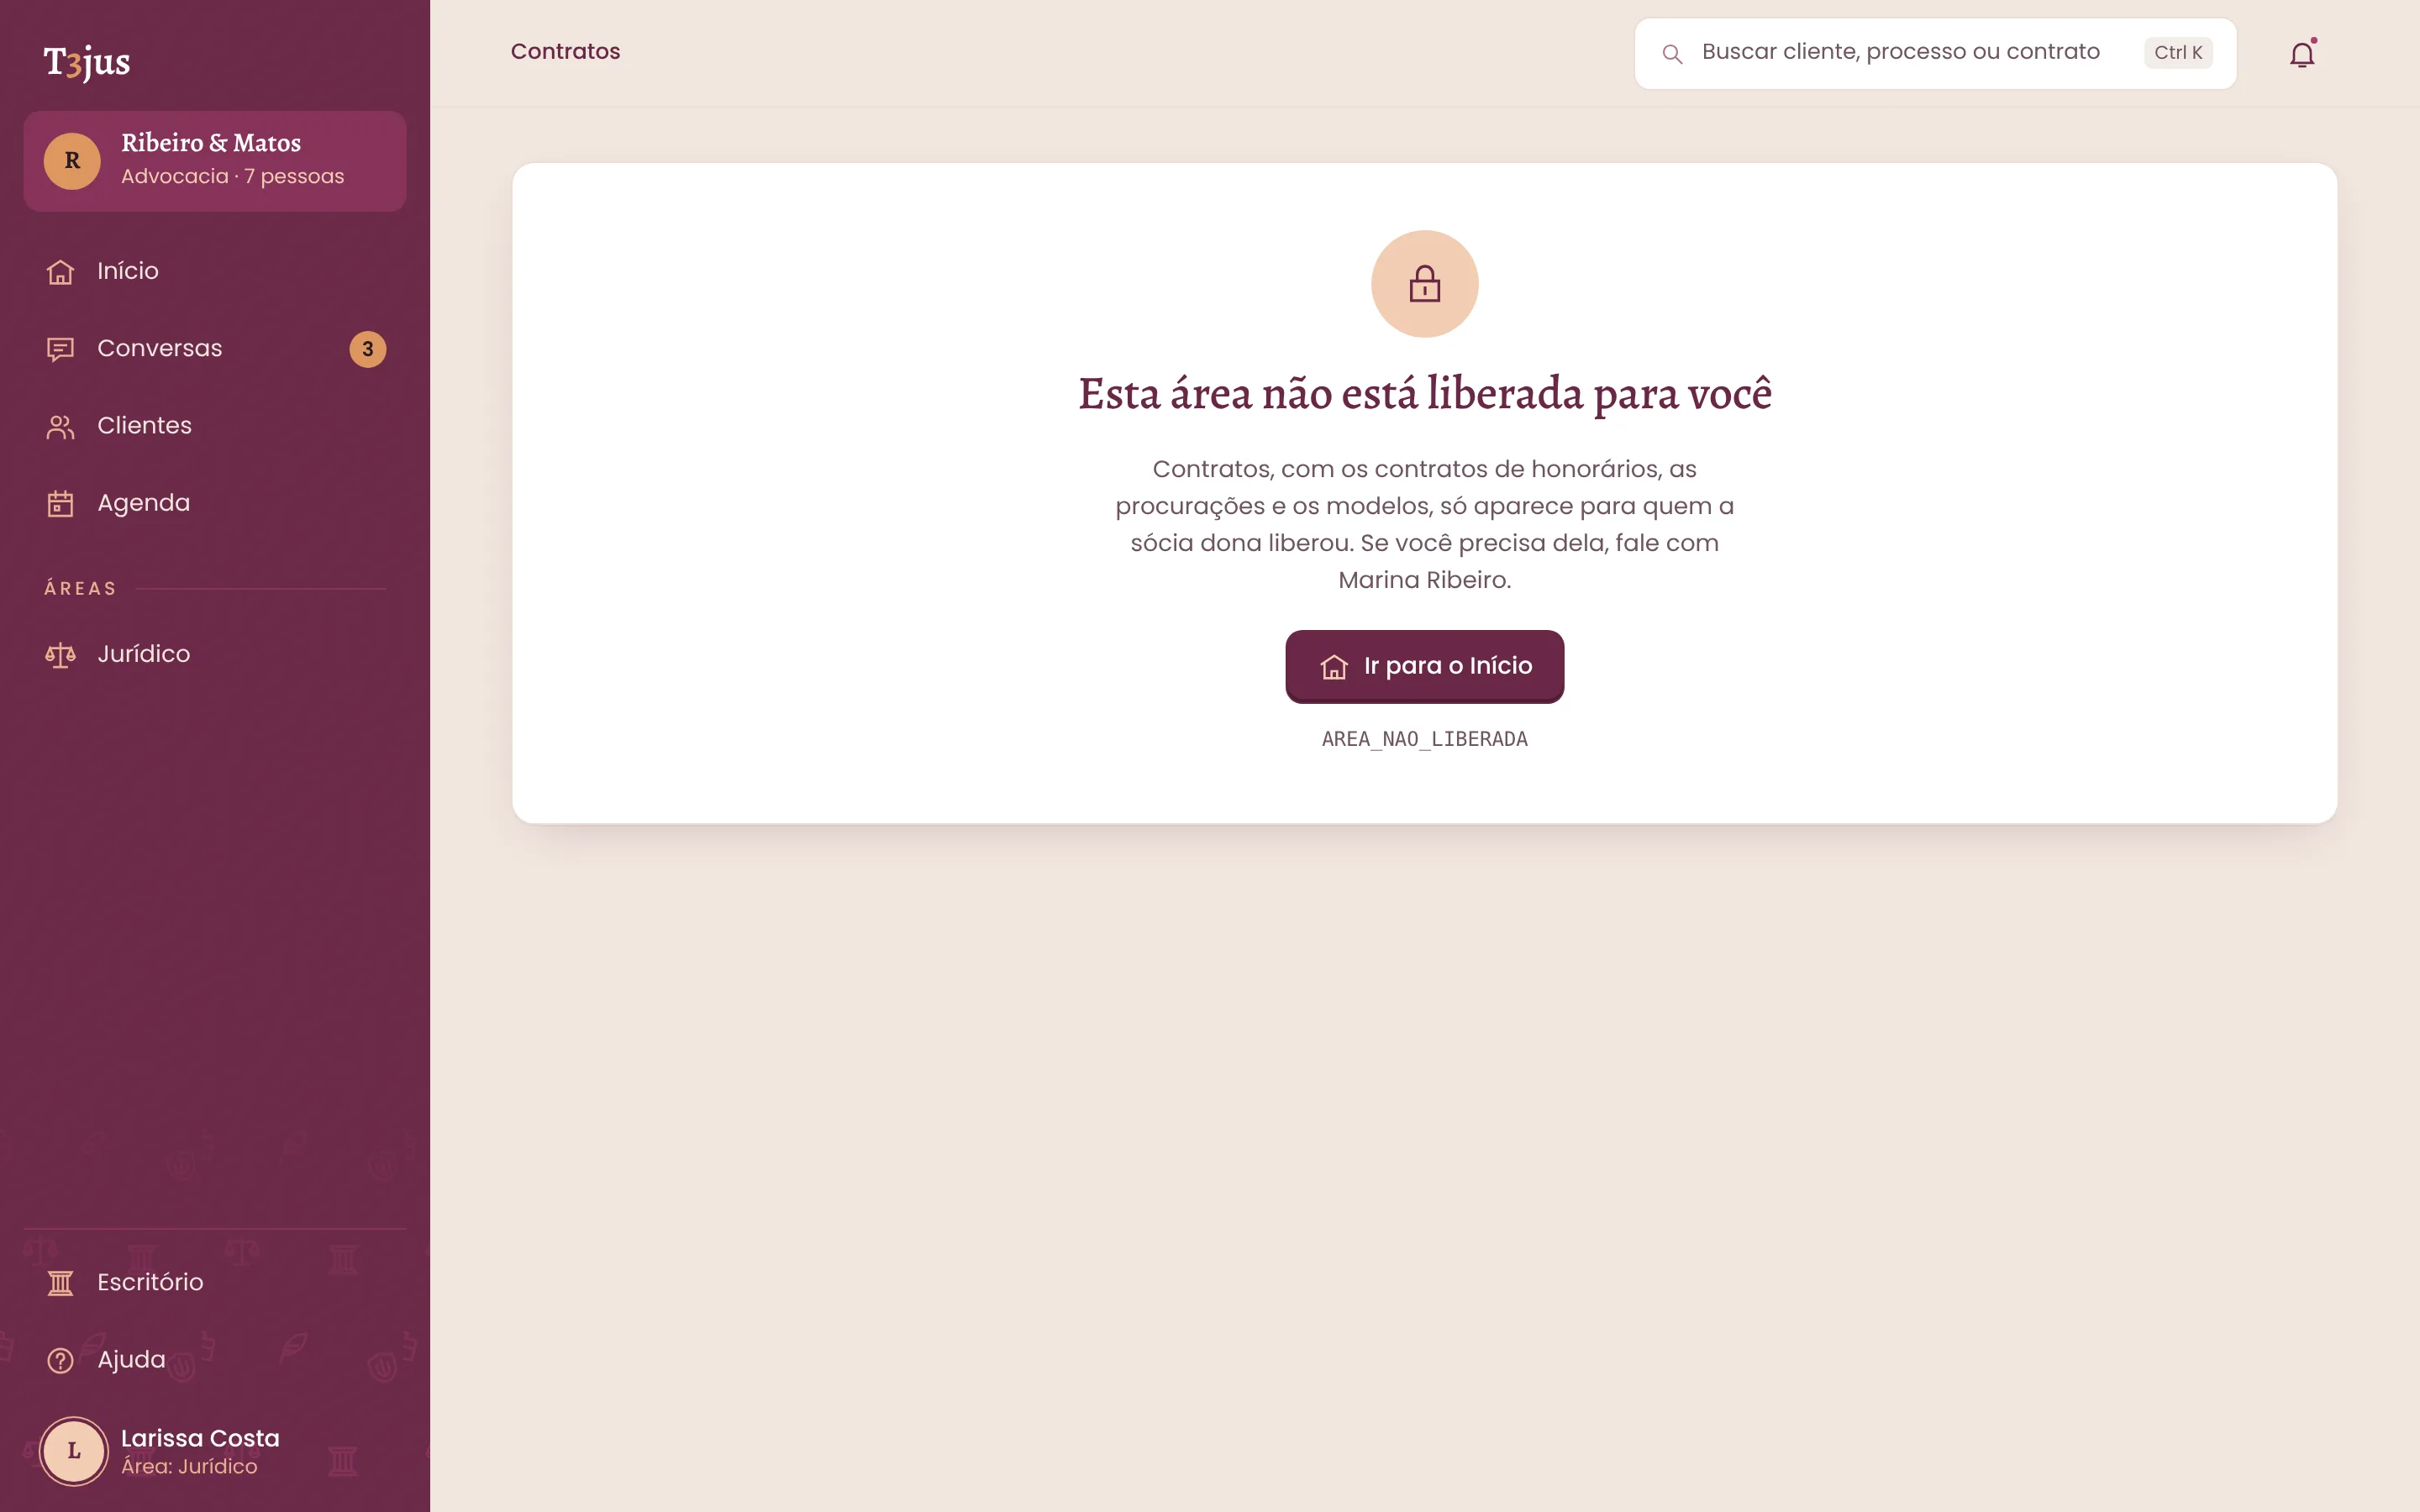 T3jus
R
Ribeiro & Matos
Advocacia · 7 pessoas
Início
Conversas
3
Clientes
Agenda
ÁREAS
Jurídico
Escritório
Ajuda
L
Larissa Costa
Área: Jurídico
Contratos
Buscar cliente, processo ou contrato
Ctrl K
Esta área não está liberada para você
Contratos, com os contratos de honorários, as
procurações e os modelos, só aparece para quem a
sócia dona liberou. Se você precisa dela, fale com
Marina Ribeiro.
Ir para o Início
AREA_NAO_LIBERADA